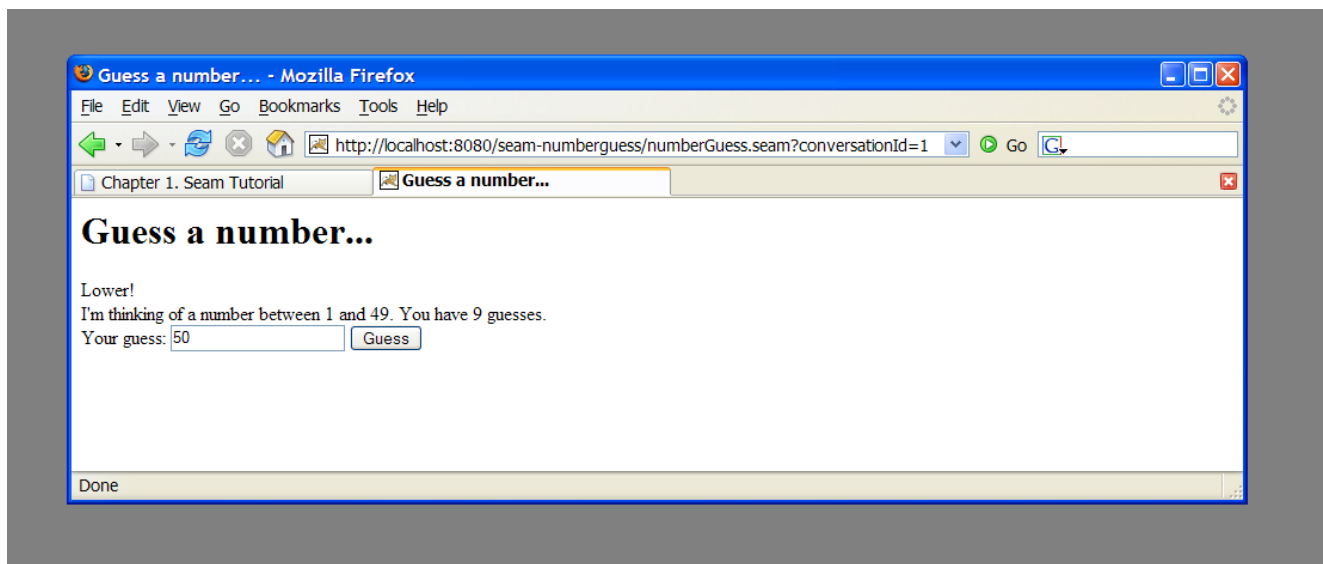 Guess a number... - Mozilla Firefox
File Edit View Go Bookmarks Tools Help
http://localhost:8080/seam-numberguess/numberGuess.seam?conversationId=1 Go G
Chapter 1. Seam Tutorial Guess a number...
Guess a number...
Lower!
I'm thinking of a number between 1 and 49. You have 9 guesses.
Your guess: 50 Guess
Done